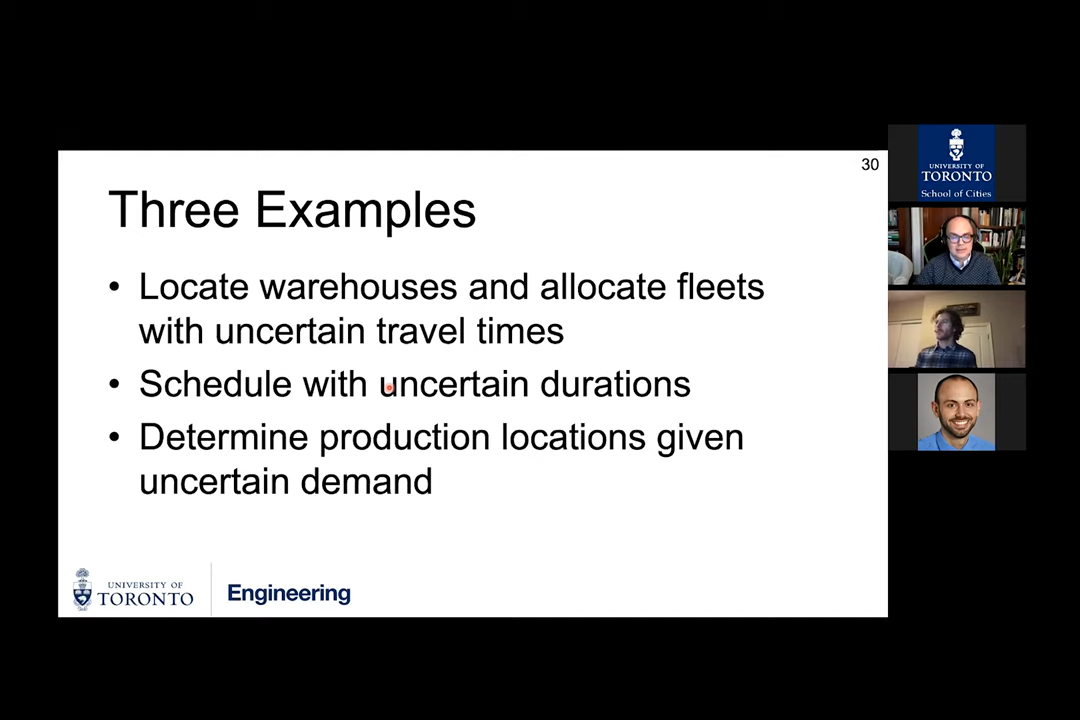 30
Three Examples
• Locate warehouses and allocate fleets
with uncertain travel times
• Schedule with uncertain durations
• Determine production locations given
uncertain demand
UNIVERSITY OF
TORONTO
Engineering
UNIVERSITY OF
TORONTO
School of Cities